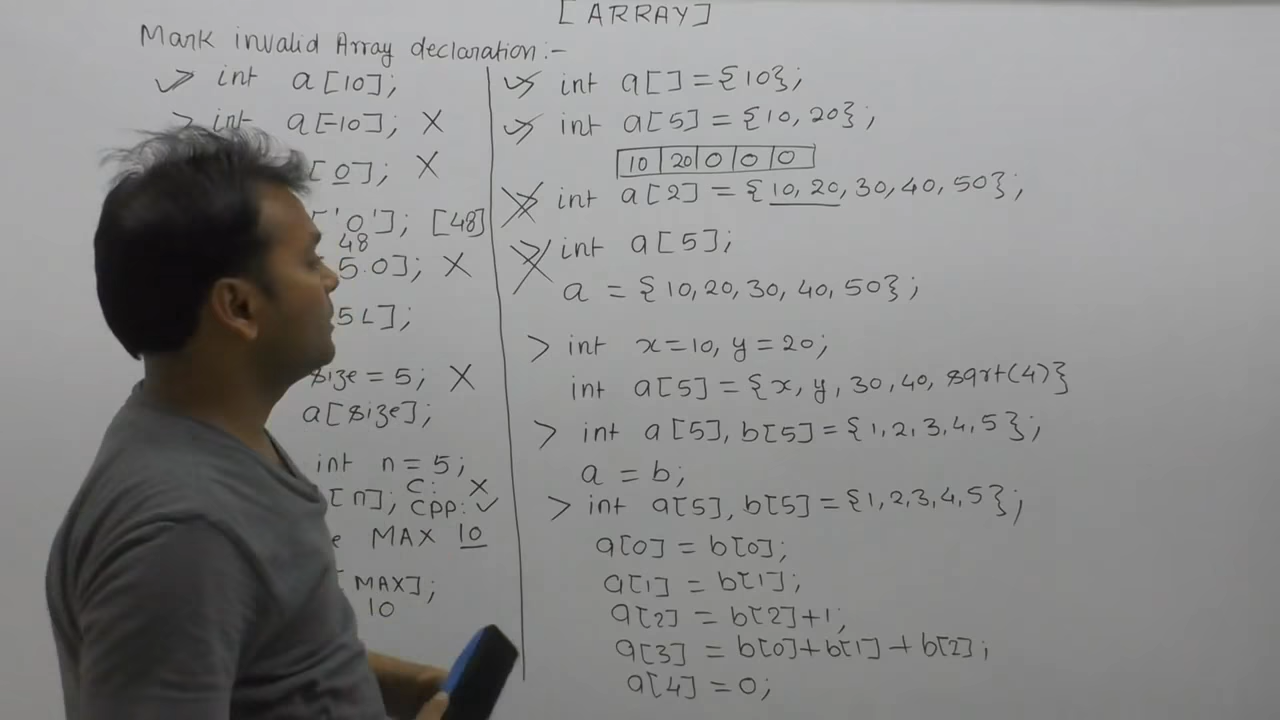 [ARRAY]
Mark invalid Array declaration :-
int a[10];
> int a[-10]; X
[0]; X
['0']; [48]
48
5.0]; X
5L];
size = 5; X
a[size];
int n = 5;
[n]; C: X
CPP: ✓
e MAX 10
[MAX];
10
int a[] = {10};
int a[5] = {10, 20};
10 20 0 0 0
int a[2] = {10, 20, 30, 40, 50};
int a[5];
a = {10, 20, 30, 40, 50};
> int x=10, y=20;
int a[5] = {x, y, 30, 40, sqrt(4)}
> int a[5], b[5] = {1, 2, 3, 4, 5};
a = b;
> int a[5], b[5] = {1, 2, 3, 4, 5};
a[0] = b[0];
a[1] = b[1];
a[2] = b[2]+1;
a[3] = b[0]+b[1]+b[2];
a[4] = 0;